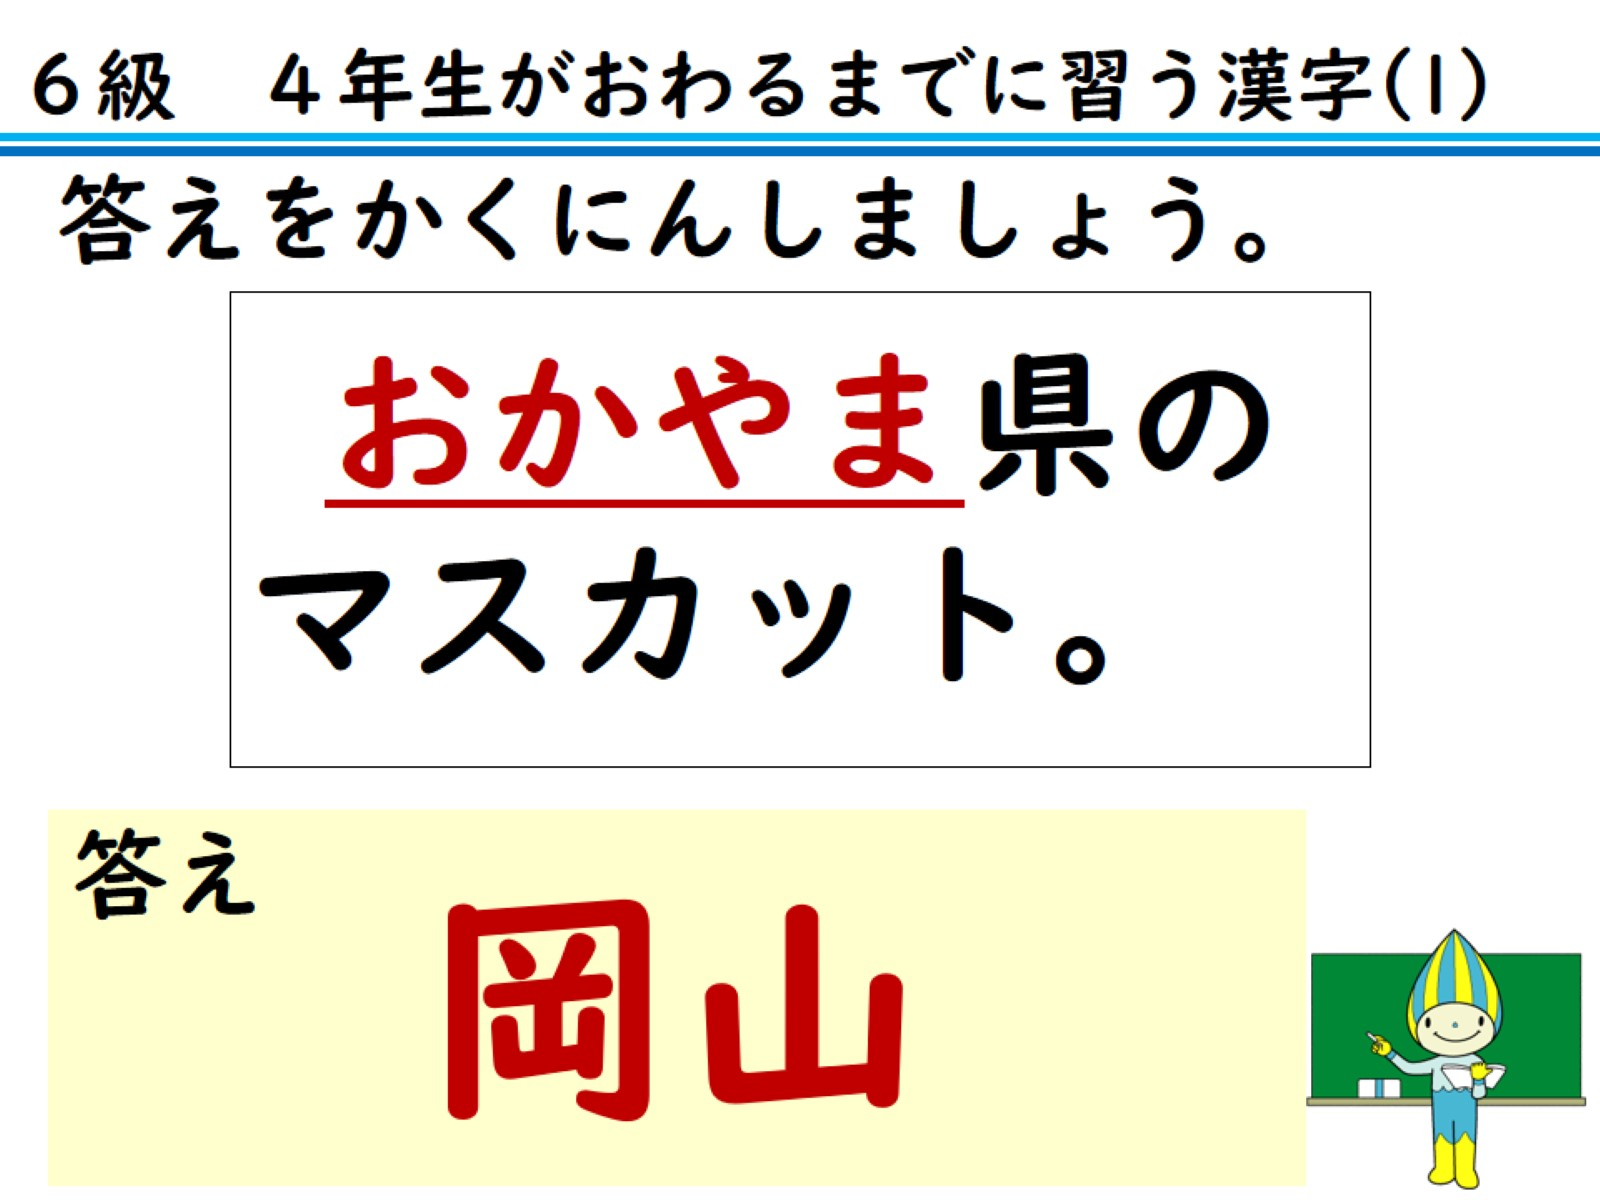 ６級　４年生がおわるまでに習う漢字(1)
答えをかくにんしましょう。
おかやま県の
マスカット。
答え
岡山